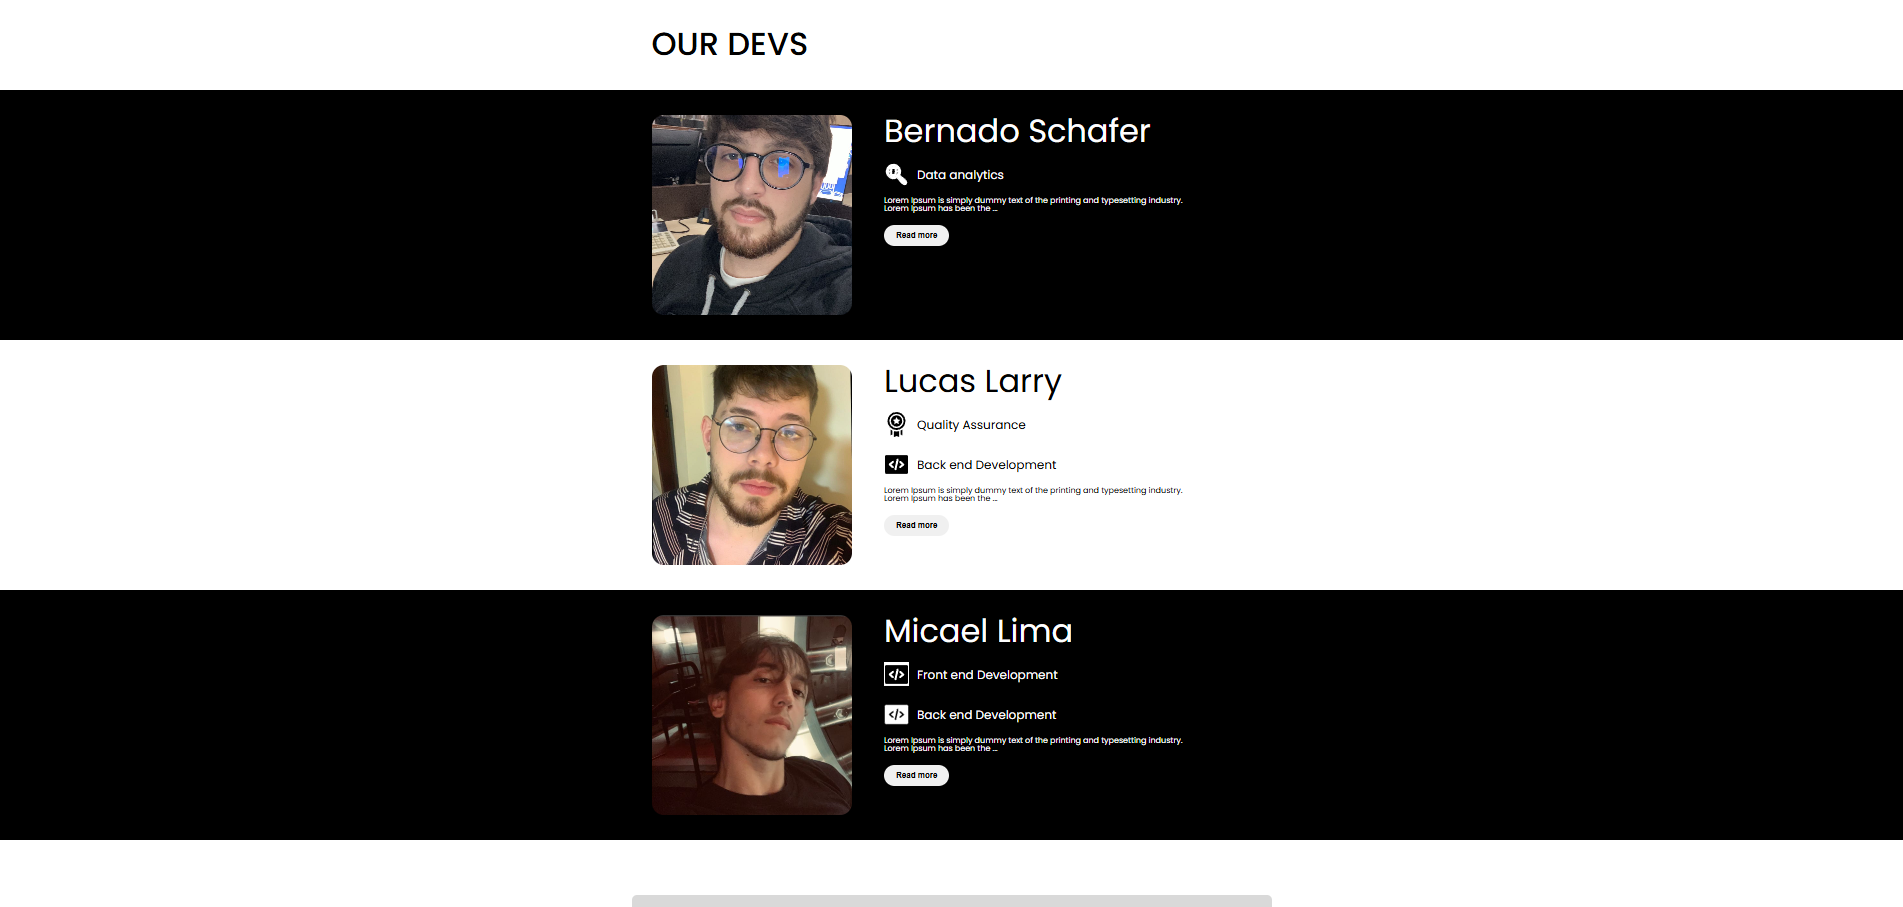 OUR DEVS
Bernado Schafer
Data analytics
Lorem Ipsum is simply dummy text of the printing and typesetting industry.
Lorem Ipsum has been the ...
Read more
Lucas Larry
Quality Assurance
Back end Development
Lorem Ipsum is simply dummy text of the printing and typesetting industry.
Lorem Ipsum has been the ...
Read more
Micael Lima
Front end Development
Back end Development
Lorem Ipsum is simply dummy text of the printing and typesetting industry.
Lorem Ipsum has been the ...
Read more